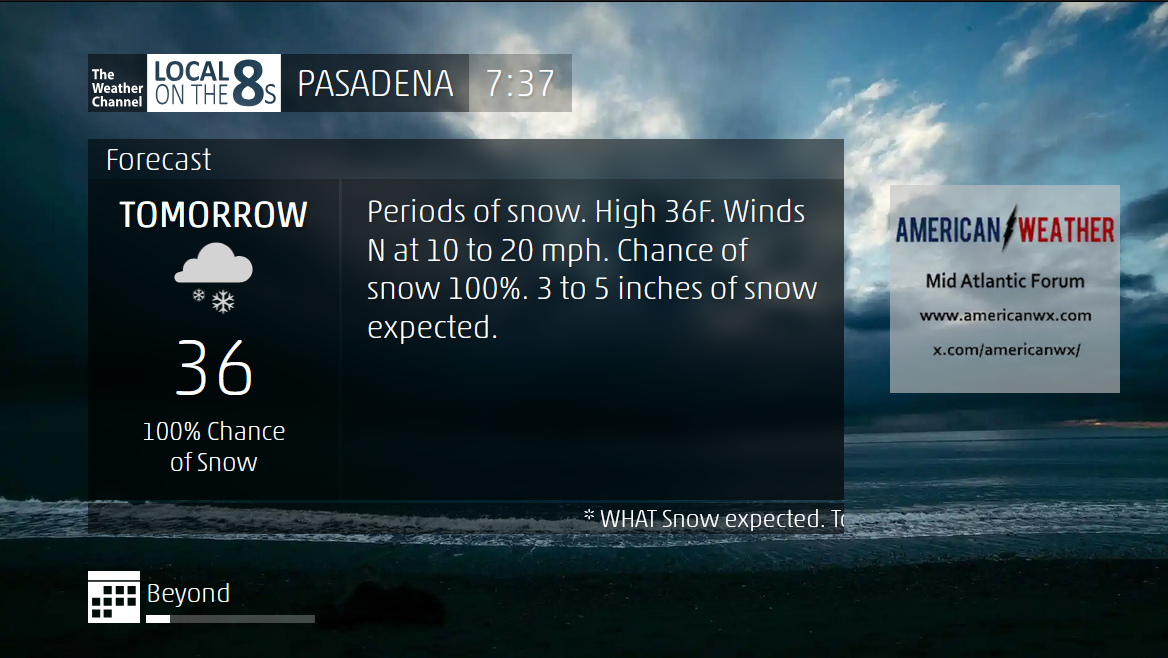 The
Weather
Channel
LOCAL
ON THE 8s
PASADENA
7:37
Forecast
TOMORROW
36
100% Chance
of Snow
Periods of snow. High 36F. Winds
N at 10 to 20 mph. Chance of
snow 100%. 3 to 5 inches of snow
expected.
* WHAT Snow expected. To
AMERICAN WEATHER
Mid Atlantic Forum
www.americanwx.com
x.com/americanwx/
Beyond